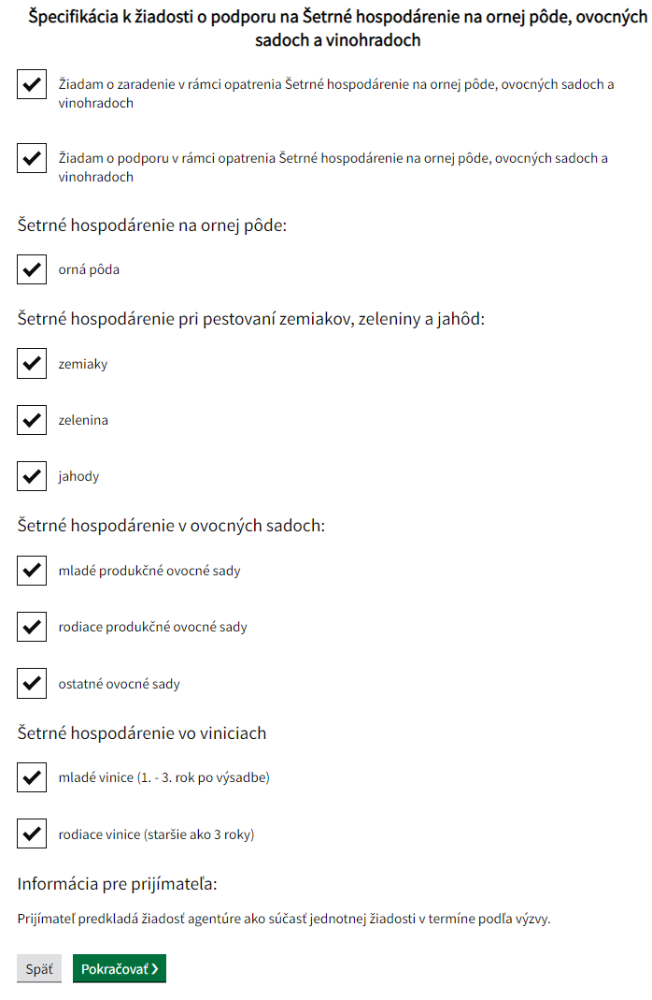 Špecifikácia k žiadosti o podporu na Šetrné hospodárenie na ornej pôde, ovocných
sadoch a vinohradoch
Žiadam o zaradenie v rámci opatrenia Šetrné hospodárenie na ornej pôde, ovocných sadoch a
vinohradoch
Žiadam o podporu v rámci opatrenia Šetrné hospodárenie na ornej pôde, ovocných sadoch a
vinohradoch
Šetrné hospodárenie na ornej pôde:
orná pôda
Šetrné hospodárenie pri pestovaní zemiakov, zeleniny a jahôd:
zemiaky
zelenina
jahody
Šetrné hospodárenie v ovocných sadoch:
mladé produkčné ovocné sady
rodiace produkčné ovocné sady
ostatné ovocné sady
Šetrné hospodárenie vo viniciach
mladé vinice (1. - 3. rok po výsadbe)
rodiace vinice (staršie ako 3 roky)
Informácia pre prijímateľa:
Prijímateľ predkladá žiadosť agentúre ako súčasť jednotnej žiadosti v termíne podľa výzvy.
Späť
Pokračovať ❯